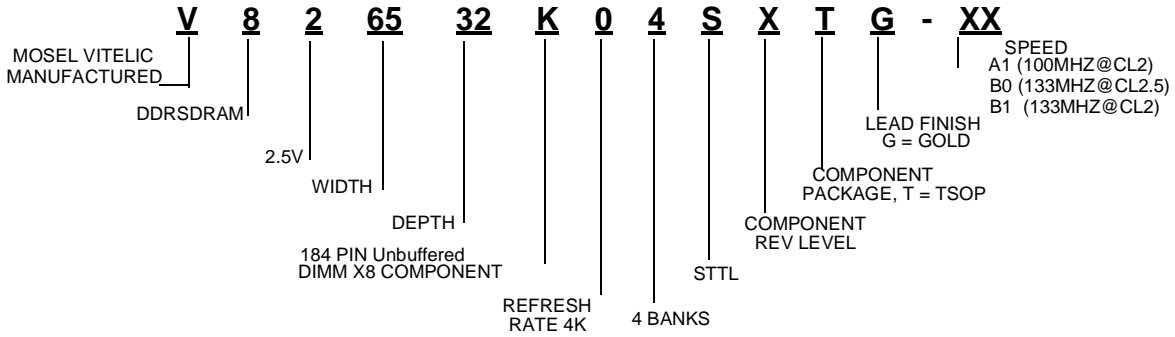 V 8 2 65 32 K 0 4 S X T G - XX
MOSEL VITELIC
MANUFACTURED
DDRSDRAM
2.5V
WIDTH
DEPTH
184 PIN Unbuffered
DIMM X8 COMPONENT
REFRESH
RATE 4K
4 BANKS
STTL
COMPONENT
REV LEVEL
COMPONENT
PACKAGE, T = TSOP
LEAD FINISH
G = GOLD
SPEED
A1 (100MHZ@CL2)
B0 (133MHZ@CL2.5)
B1 (133MHZ@CL2)